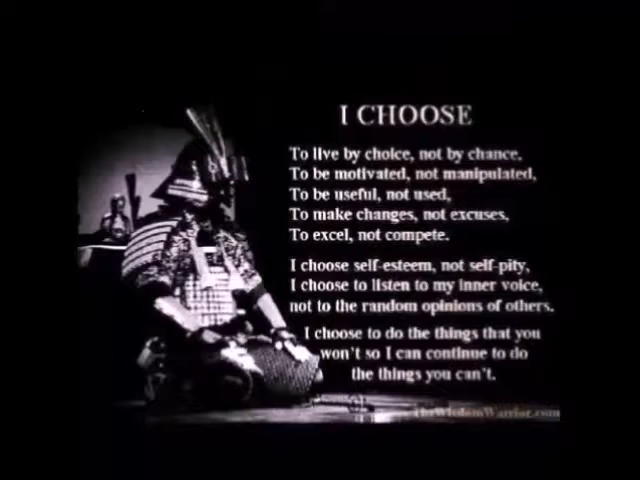 I CHOOSE
To live by choice, not by chance,
To be motivated, not manipulated,
To be useful, not used,
To make changes, not excuses,
To excel, not compete.
I choose self-esteem, not self-pity,
I choose to listen to my inner voice,
not to the random opinions of others.
I choose to do the things that you
won't so I can continue to do
the things you can't.
TheWisdomWarrior.com